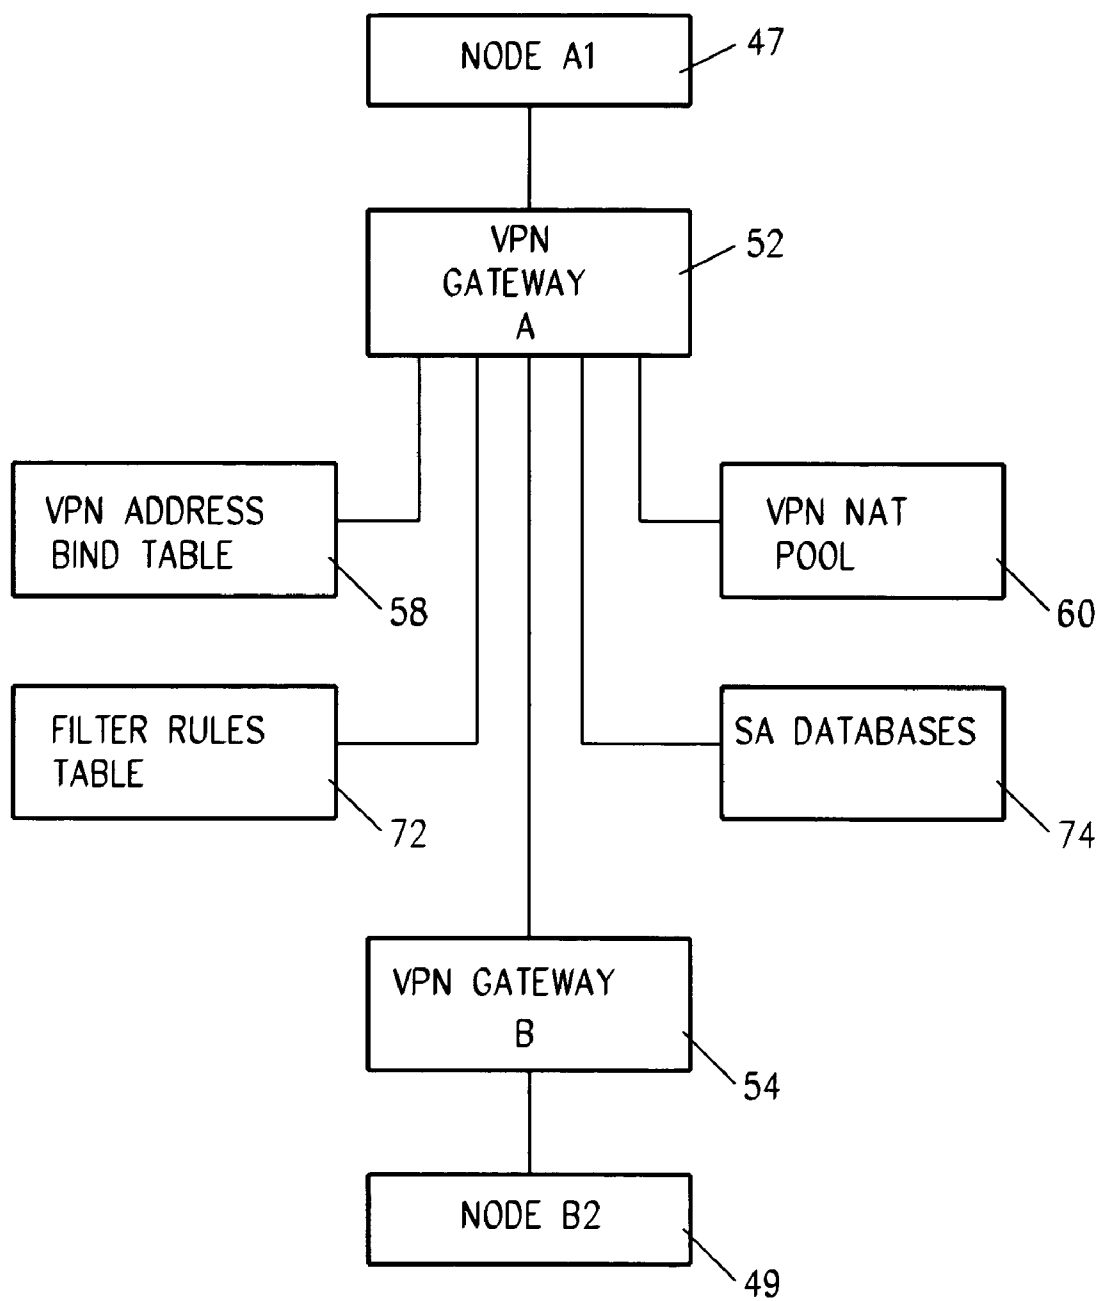 NODE A1
47
VPN
GATEWAY
A
52
VPN ADDRESS
BIND TABLE
58
VPN NAT
POOL
60
FILTER RULES
TABLE
72
SA DATABASES
74
VPN GATEWAY
B
54
NODE B2
49